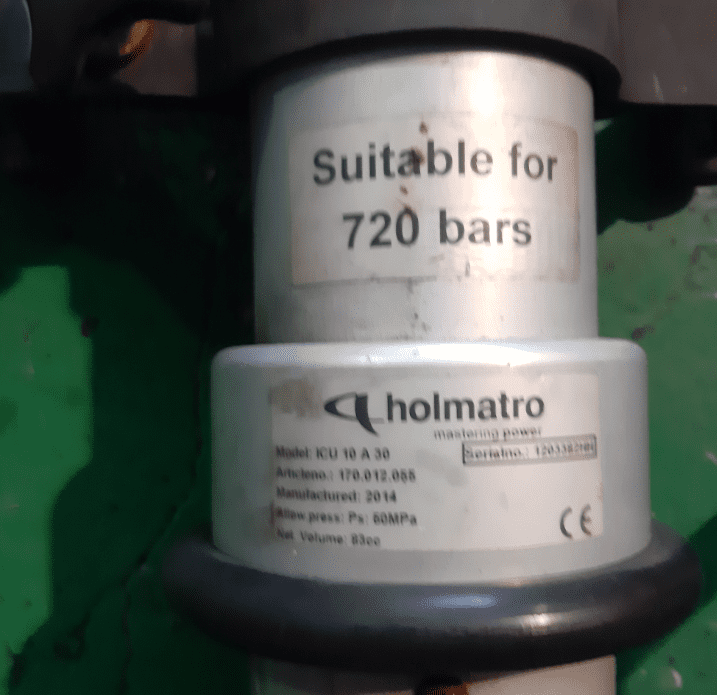 Suitable for
720 bars
holmatro
mastering power
Model: ICU 10 A 30
Serialno.:
Articleno.: 170.012.055
Manufactured: 2014
Allow.press: Ps: 60MPa
Net. Volume: 83cc
CE